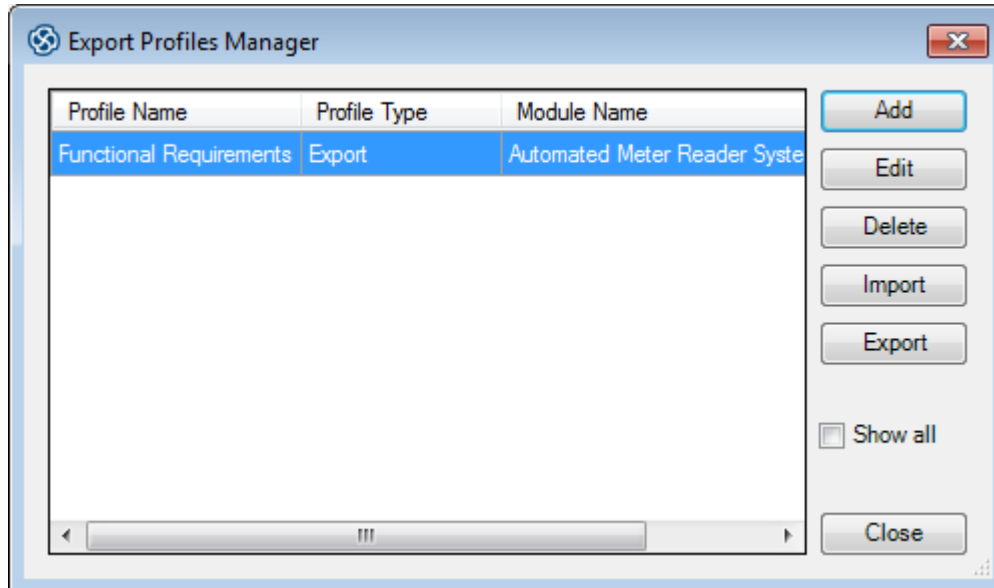 Export Profiles Manager
Profile Name Profile Type Module Name
Functional Requirements Export Automated Meter Reader Syste
Add
Edit
Delete
Import
Export
Show all
Close